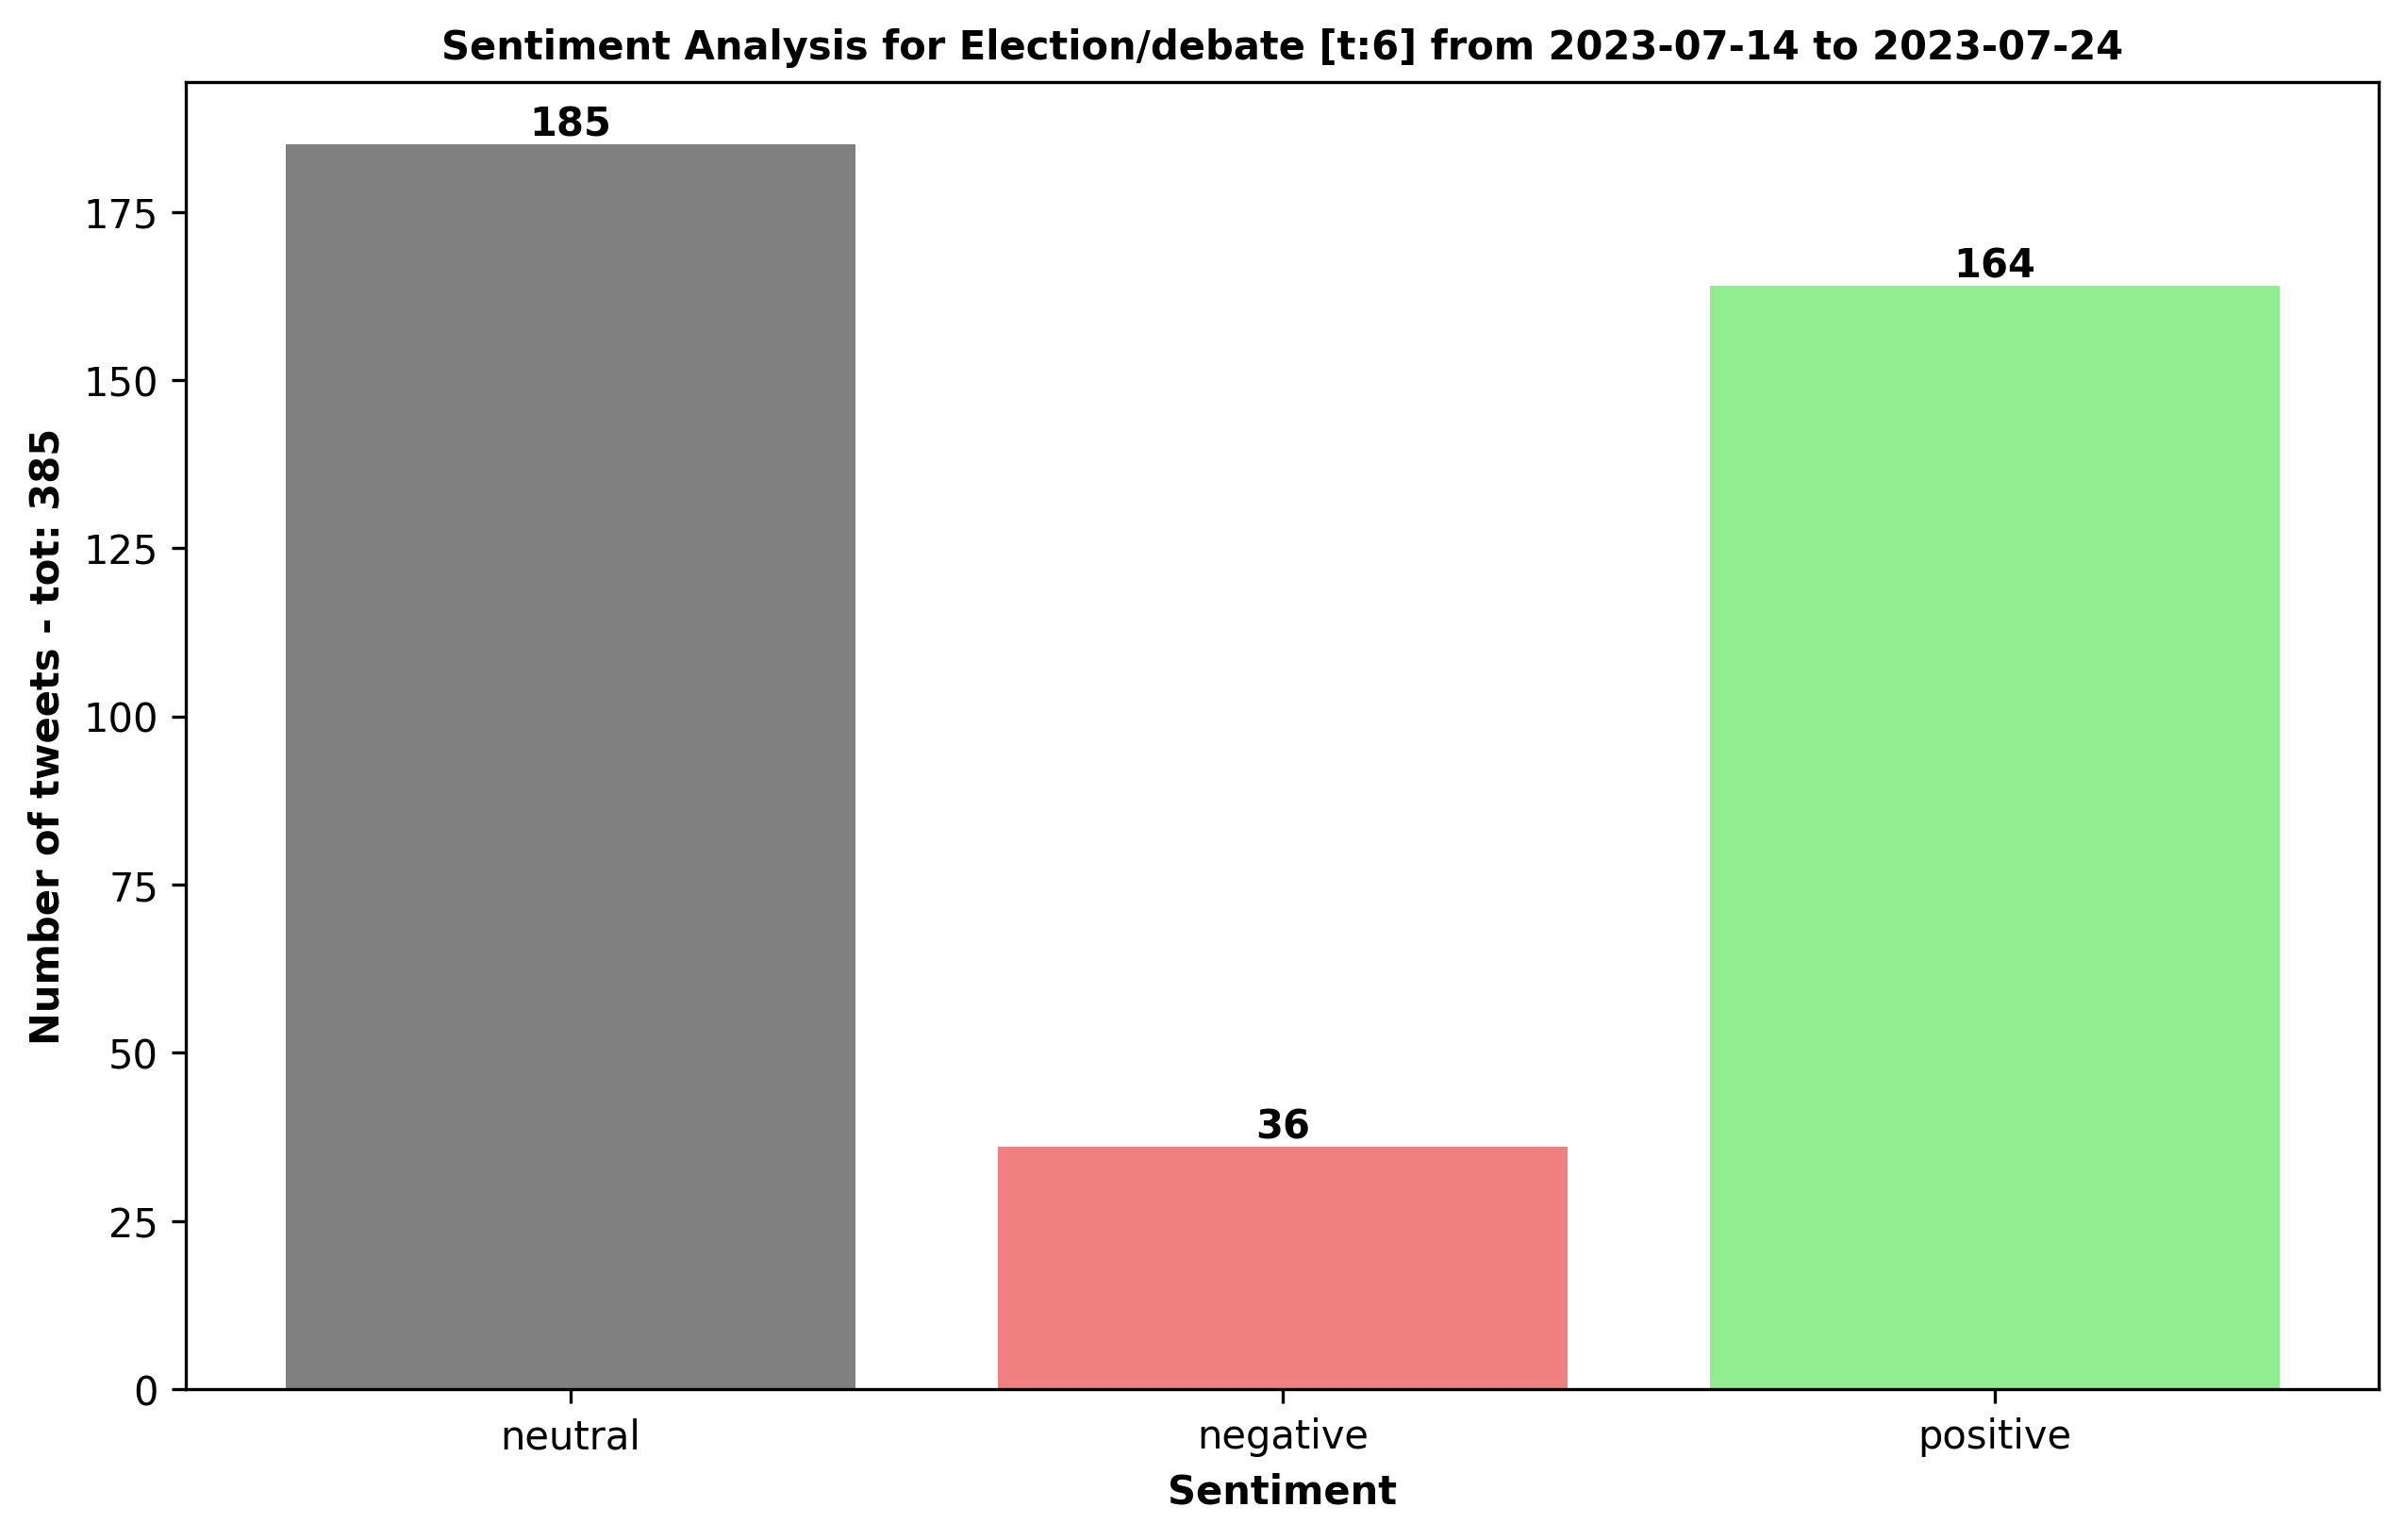 Sentiment Analysis for Election/debate [t:6] from 2023-07-14 to 2023-07-24
Number of tweets - tot: 385
175
150
125
100
75
50
25
0
185
36
164
neutral
negative
positive
Sentiment